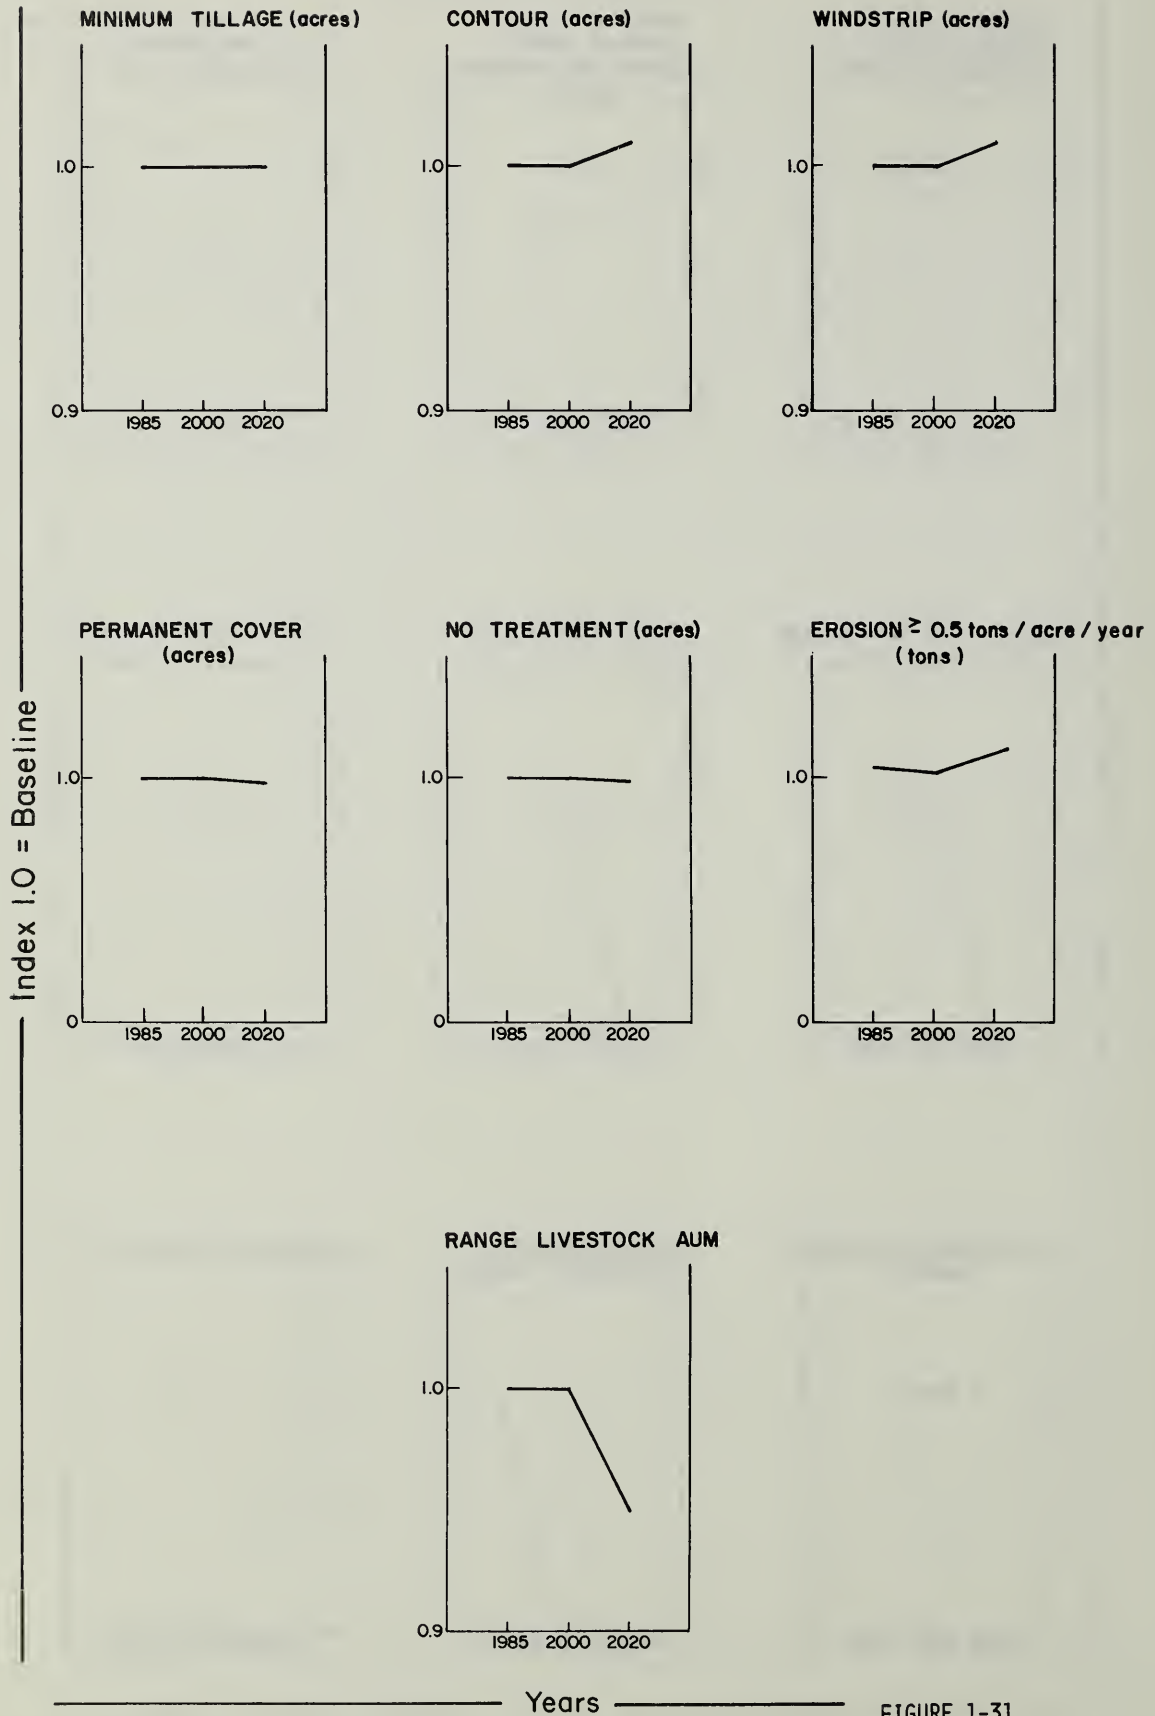 MINIMUM TILLAGE (acres)
CONTOUR (acres)
WINDSTRIP (acres)
1.0
0.9
1985 2000 2020
1.0
0.9
1985 2000 2020
1.0
0.9
1985 2000 2020
PERMANENT COVER
(acres)
NO TREATMENT (acres)
EROSION ≥ 0.5 tons / acre / year
(tons)
1.0
0
1985 2000 2020
1.0
0
1985 2000 2020
1.0
0
1985 2000 2020
RANGE LIVESTOCK AUM
1.0
0.9
1985 2000 2020
Index 1.0 = Baseline
Years
FIGURE 1-31